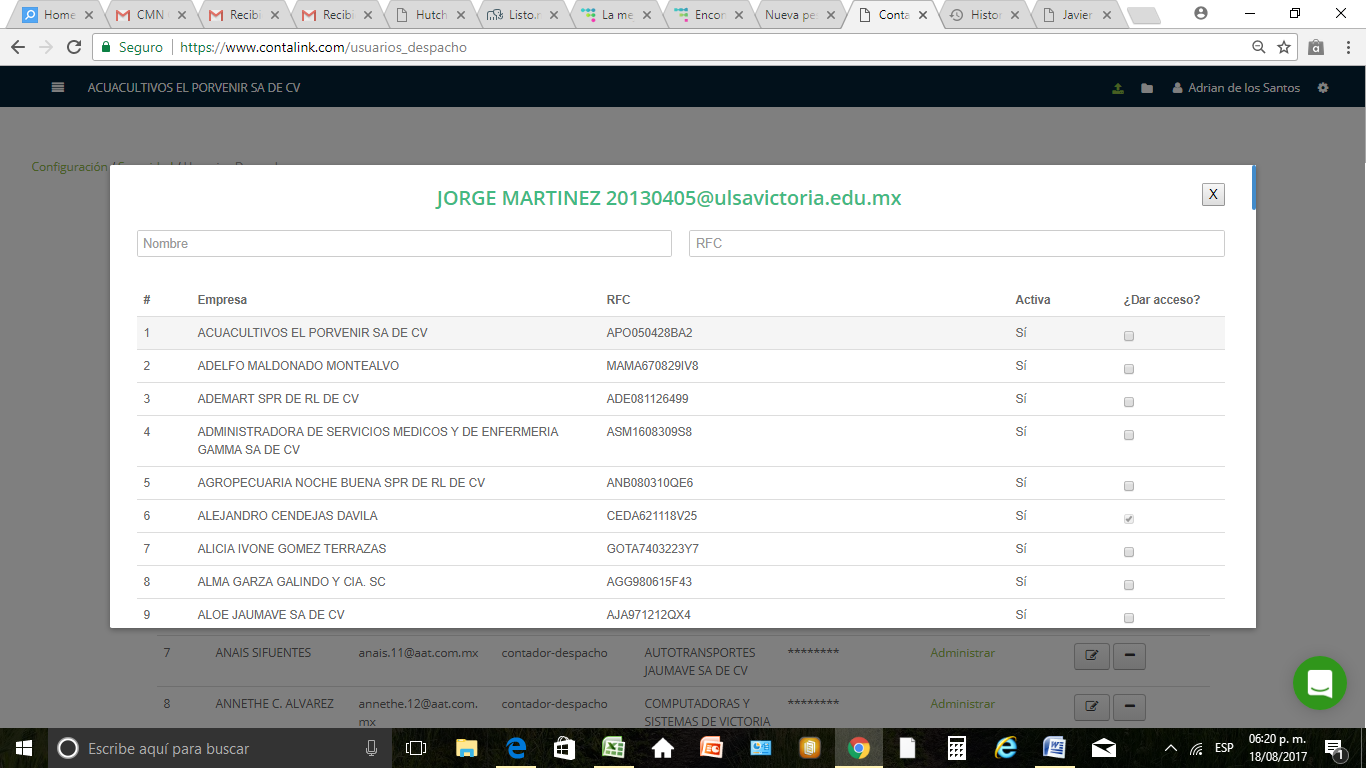 Home
CMN
Recibi
Recibi
Hutch
Listo.
La me
Encon
Nueva pe
Conta
Histor
Javier
Seguro
https://www.contalink.com/usuarios_despacho
ACUACULTIVOS EL PORVENIR SA DE CV
Adrian de los Santos
Configuración /
JORGE MARTINEZ 20130405@ulsavictoria.edu.mx
X
Nombre
RFC
# Empresa RFC Activa ¿Dar acceso?
1 ACUACULTIVOS EL PORVENIR SA DE CV APO050428BA2 Sí
2 ADELFO MALDONADO MONTEALVO MAMA670829IV8 Sí
3 ADEMART SPR DE RL DE CV ADE081126499 Sí
4 ADMINISTRADORA DE SERVICIOS MEDICOS Y DE ENFERMERIA ASM1608309S8 Sí
GAMMA SA DE CV
5 AGROPECUARIA NOCHE BUENA SPR DE RL DE CV ANB080310QE6 Sí
6 ALEJANDRO CENDEJAS DAVILA CEDA621118V25 Sí
7 ALICIA IVONE GOMEZ TERRAZAS GOTA7403223Y7 Sí
8 ALMA GARZA GALINDO Y CIA. SC AGG980615F43 Sí
9 ALOE JAUMAVE SA DE CV AJA971212QX4 Sí
7 ANAIS SIFUENTES anais.11@aat.com.mx contador-despacho AUTOTRANSPORTES ******** Administrar
JAUMAVE SA DE CV
8 ANNETHE C. ALVAREZ annethe.12@aat.com. contador-despacho COMPUTADORAS Y ******** Administrar
mx SISTEMAS DE VICTORIA
Escribe aquí para buscar
ESP
06:20 p. m.
18/08/2017
1